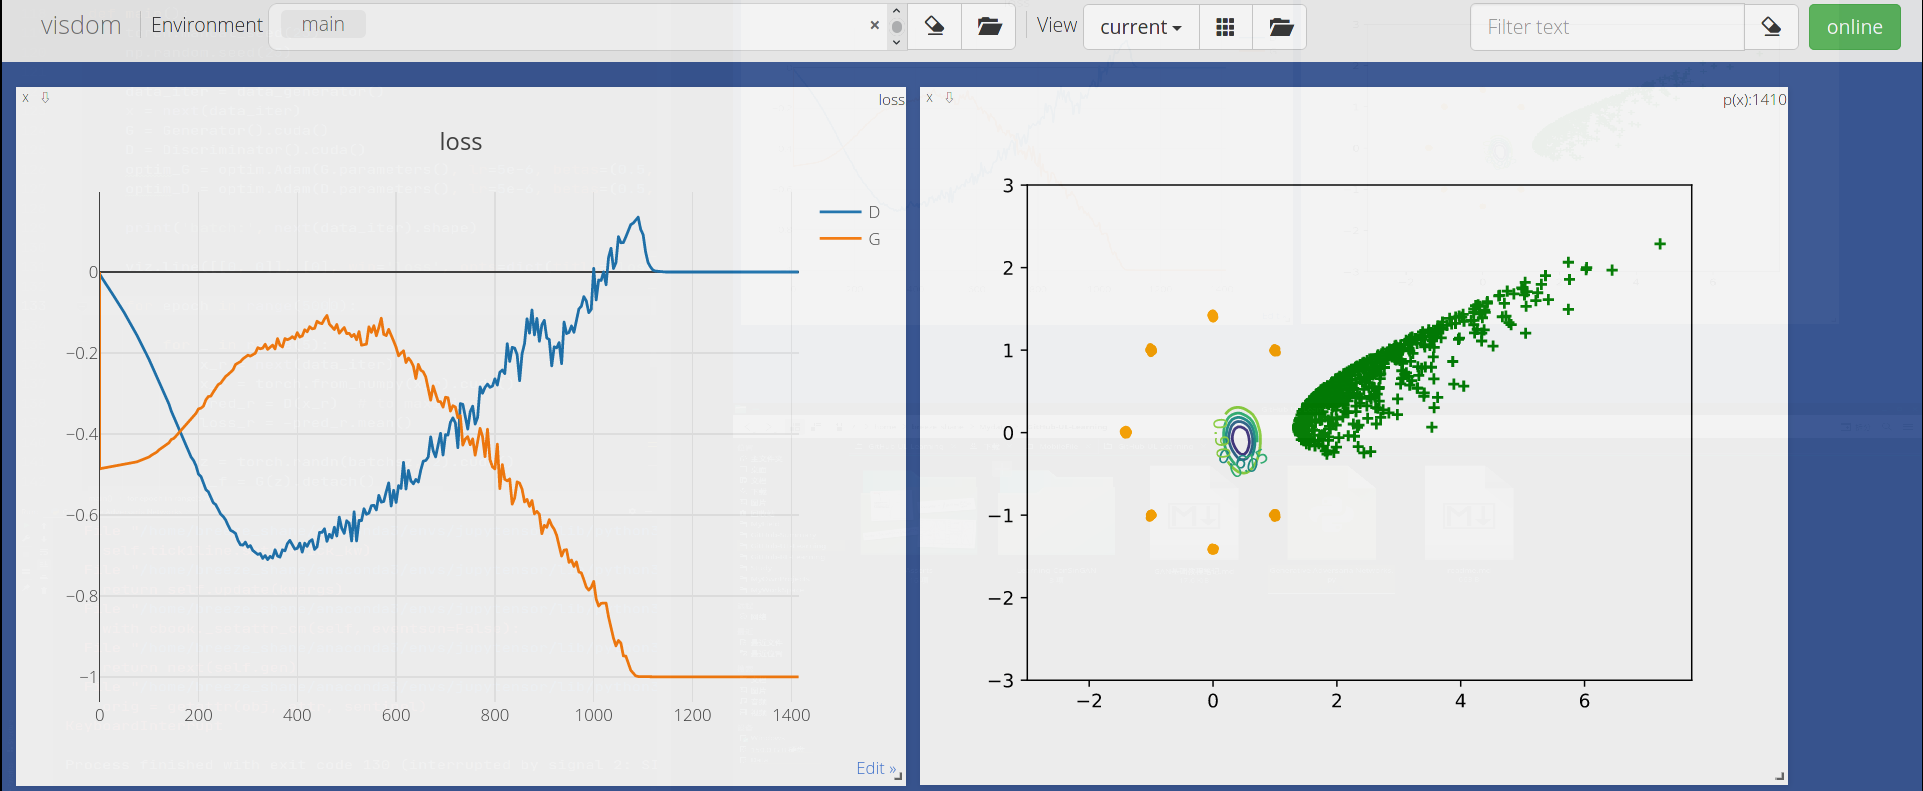 visdom Environment main × View current Filter text online
x loss
loss
D
G
0
−0.2
−0.4
−0.6
−0.8
−1
0 200 400 600 800 1000 1200 1400
Edit »
x p(x):1410
3
2
1
0
−1
−2
−3
−2 0 2 4 6